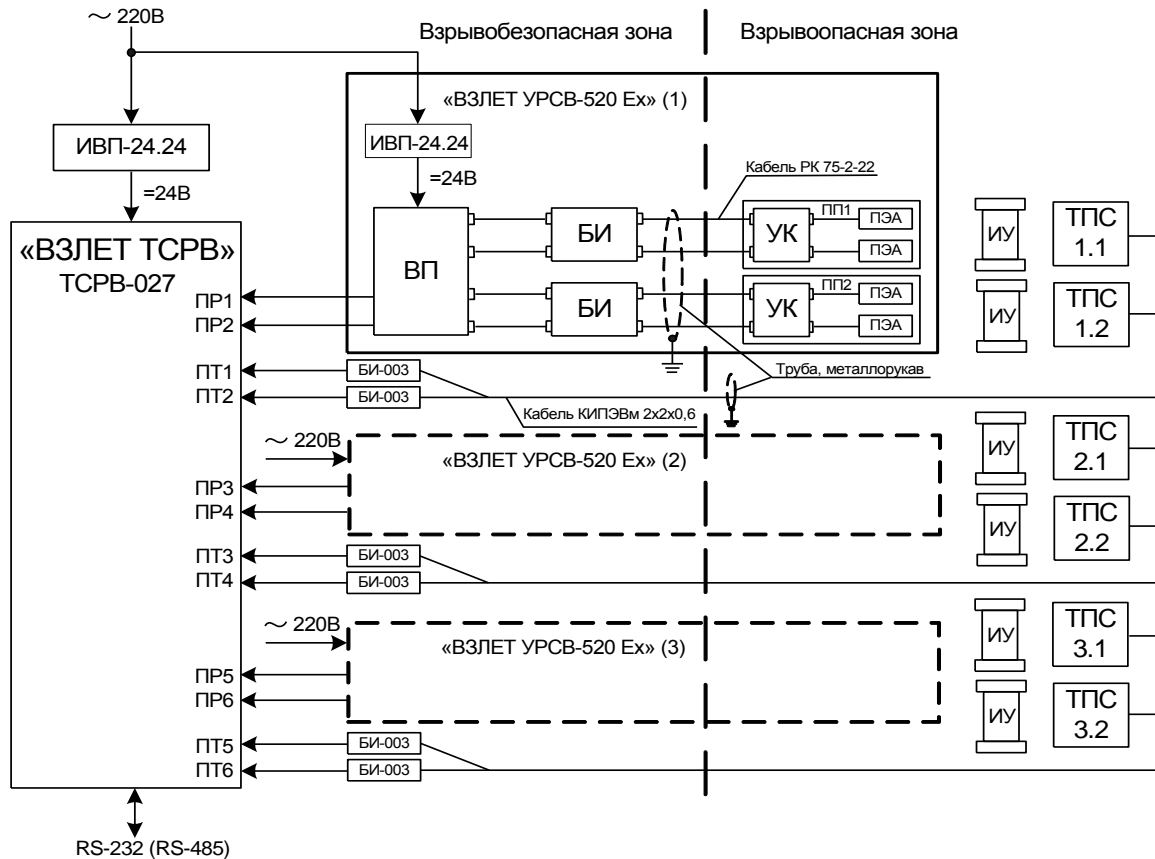 ～ 220В
Взрывобезопасная зона
Взрывоопасная зона
«ВЗЛЕТ УРСВ-520 Ex» (1)
ИВП-24.24
ИВП-24.24
=24В
=24В
Кабель РК 75-2-22
«ВЗЛЕТ ТСРВ»
ТСРВ-027
ВП
БИ
УК
ПП1
ПЭА
ПЭА
БИ
УК
ПП2
ПЭА
ПЭА
ИУ
ТПС
1.1
ИУ
ТПС
1.2
ПР1
ПР2
ПТ1
БИ-003
Труба, металлорукав
ПТ2
БИ-003
Кабель КИПЭВм 2х2х0,6
～ 220В
«ВЗЛЕТ УРСВ-520 Ex» (2)
ИУ
ТПС
2.1
ПР3
ПР4
ИУ
ТПС
2.2
ПТ3
БИ-003
ПТ4
БИ-003
～ 220В
«ВЗЛЕТ УРСВ-520 Ex» (3)
ИУ
ТПС
3.1
ПР5
ПР6
ИУ
ТПС
3.2
ПТ5
БИ-003
ПТ6
БИ-003
RS-232 (RS-485)